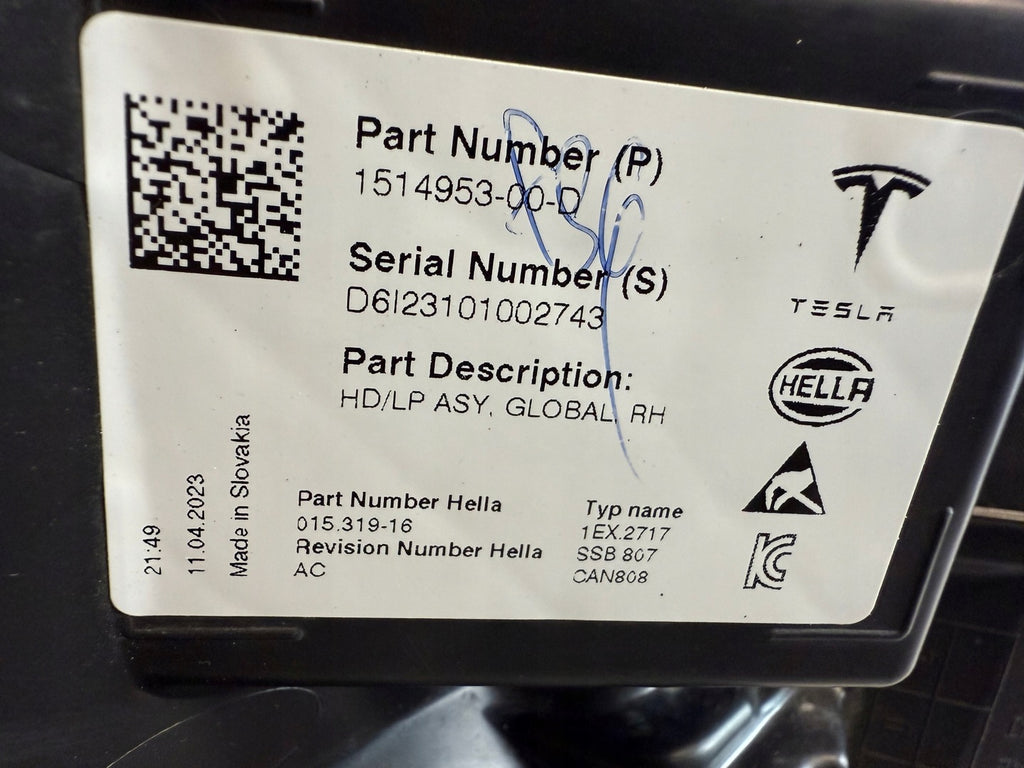 Part Number (P)
1514953-00-D
Serial Number (S)
D6I23101002743
Part Description:
HD/LP ASY, GLOBAL, RH
Part Number Hella
015.319-16
Revision Number Hella
AC
Typ name
1EX.2717
SSB 807
CAN808
21:49
11.04.2023
Made in Slovakia
TESLA
HELLA
KC